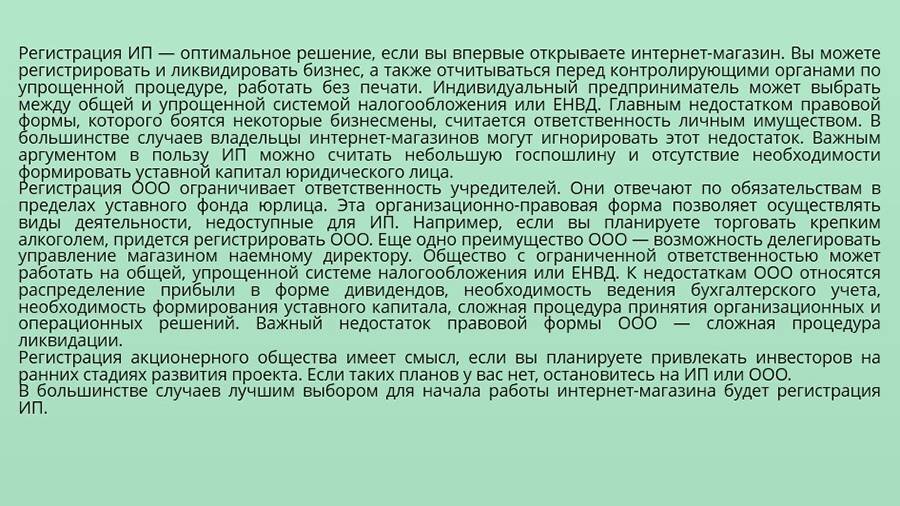 Регистрация ИП — оптимальное решение, если вы впервые открываете интернет-магазин. Вы можете
регистрировать и ликвидировать бизнес, а также отчитываться перед контролирующими органами по
упрощенной процедуре, работать без печати. Индивидуальный предприниматель может выбрать
между общей и упрощенной системой налогообложения или ЕНВД. Главным недостатком правовой
формы, которого боятся некоторые бизнесмены, считается ответственность личным имуществом. В
большинстве случаев владельцы интернет-магазинов могут игнорировать этот недостаток. Важным
аргументом в пользу ИП можно считать небольшую госпошлину и отсутствие необходимости
формировать уставной капитал юридического лица.
Регистрация ООО ограничивает ответственность учредителей. Они отвечают по обязательствам в
пределах уставного фонда юрлица. Эта организационно-правовая форма позволяет осуществлять
виды деятельности, недоступные для ИП. Например, если вы планируете торговать крепким
алкоголем, придется регистрировать ООО. Еще одно преимущество ООО — возможность делегировать
управление магазином наемному директору. Общество с ограниченной ответственностью может
работать на общей, упрощенной системе налогообложения или ЕНВД. К недостаткам ООО относятся
распределение прибыли в форме дивидендов, необходимость ведения бухгалтерского учета,
необходимость формирования уставного капитала, сложная процедура принятия организационных и
операционных решений. Важный недостаток правовой формы ООО — сложная процедура
ликвидации.
Регистрация акционерного общества имеет смысл, если вы планируете привлекать инвесторов на
ранних стадиях развития проекта. Если таких планов у вас нет, остановитесь на ИП или ООО.
В большинстве случаев лучшим выбором для начала работы интернет-магазина будет регистрация
ИП.